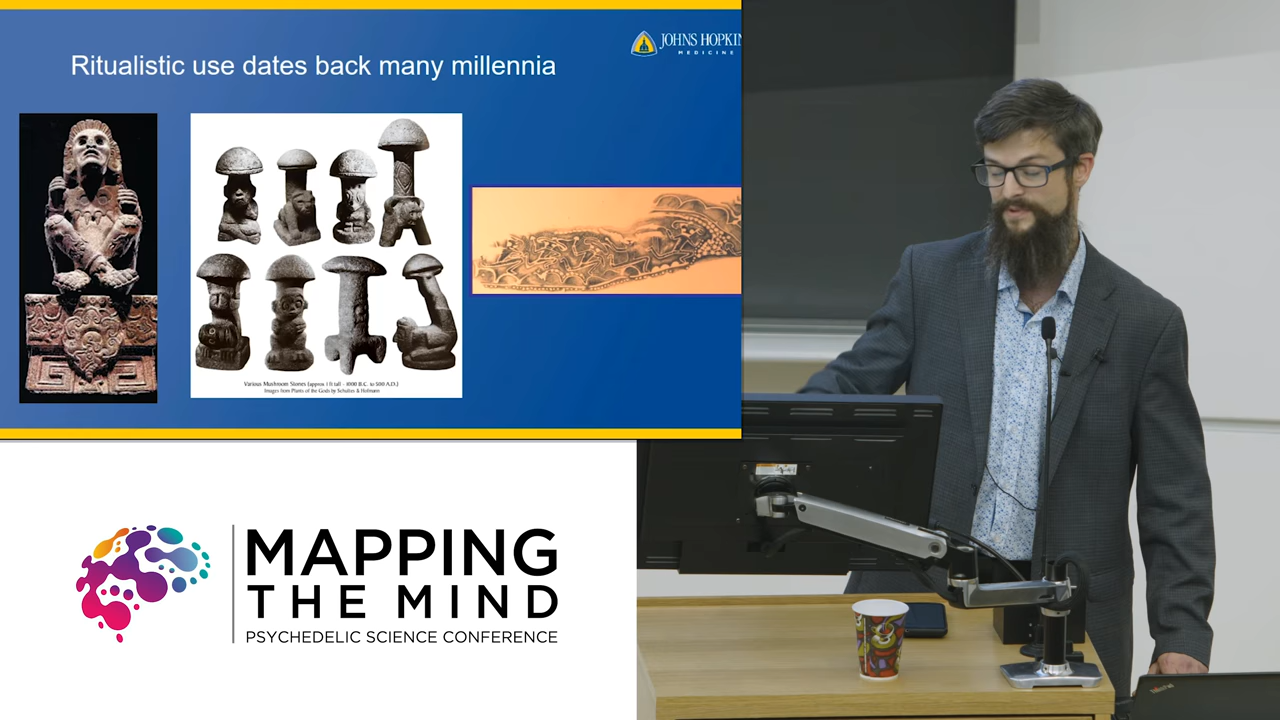 Ritualistic use dates back many millennia
JOHNS HOPKIN
MEDICINE
Various Mushroom Stones (approx. 1 ft tall - 1000 B.C. to 500 A.D.)
Images from Plants of the Gods by Schultes & Hofmann
MAPPING
THE MIND
PSYCHEDELIC SCIENCE CONFERENCE
ThinkPad